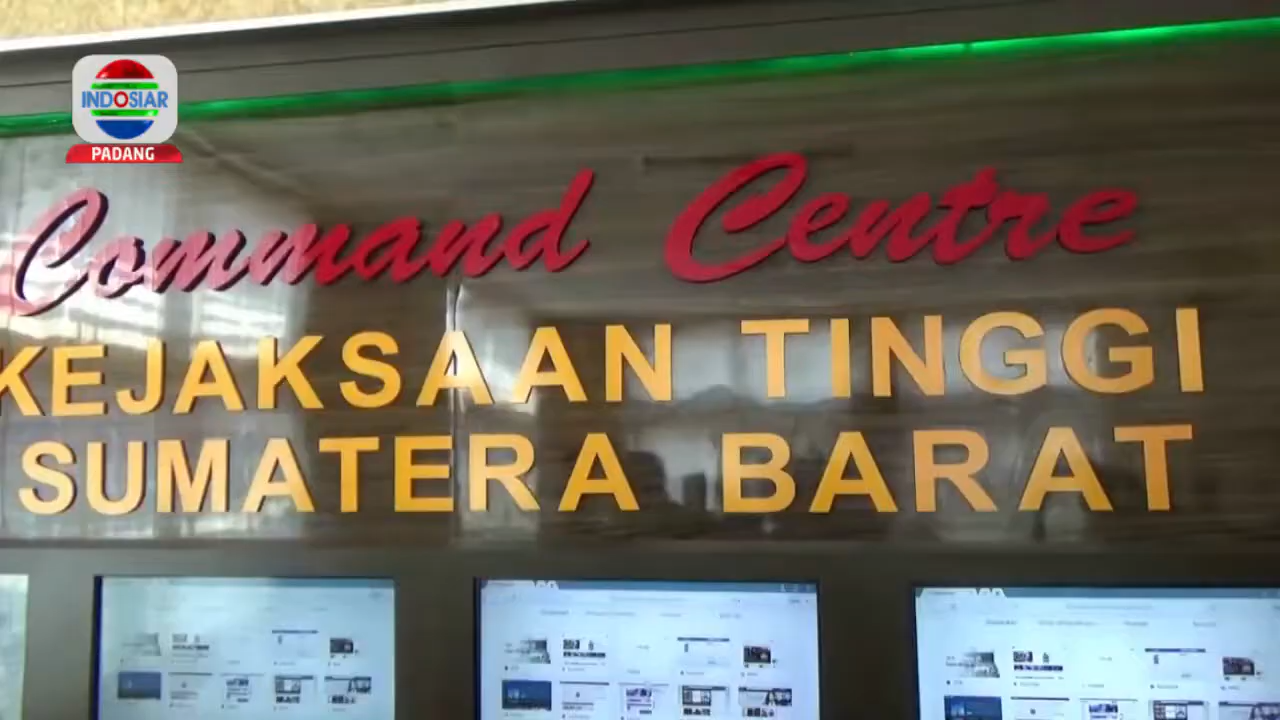 INDOSIAR
PADANG
Command Centre
KEJAKSAAN TINGGI
SUMATERA BARAT